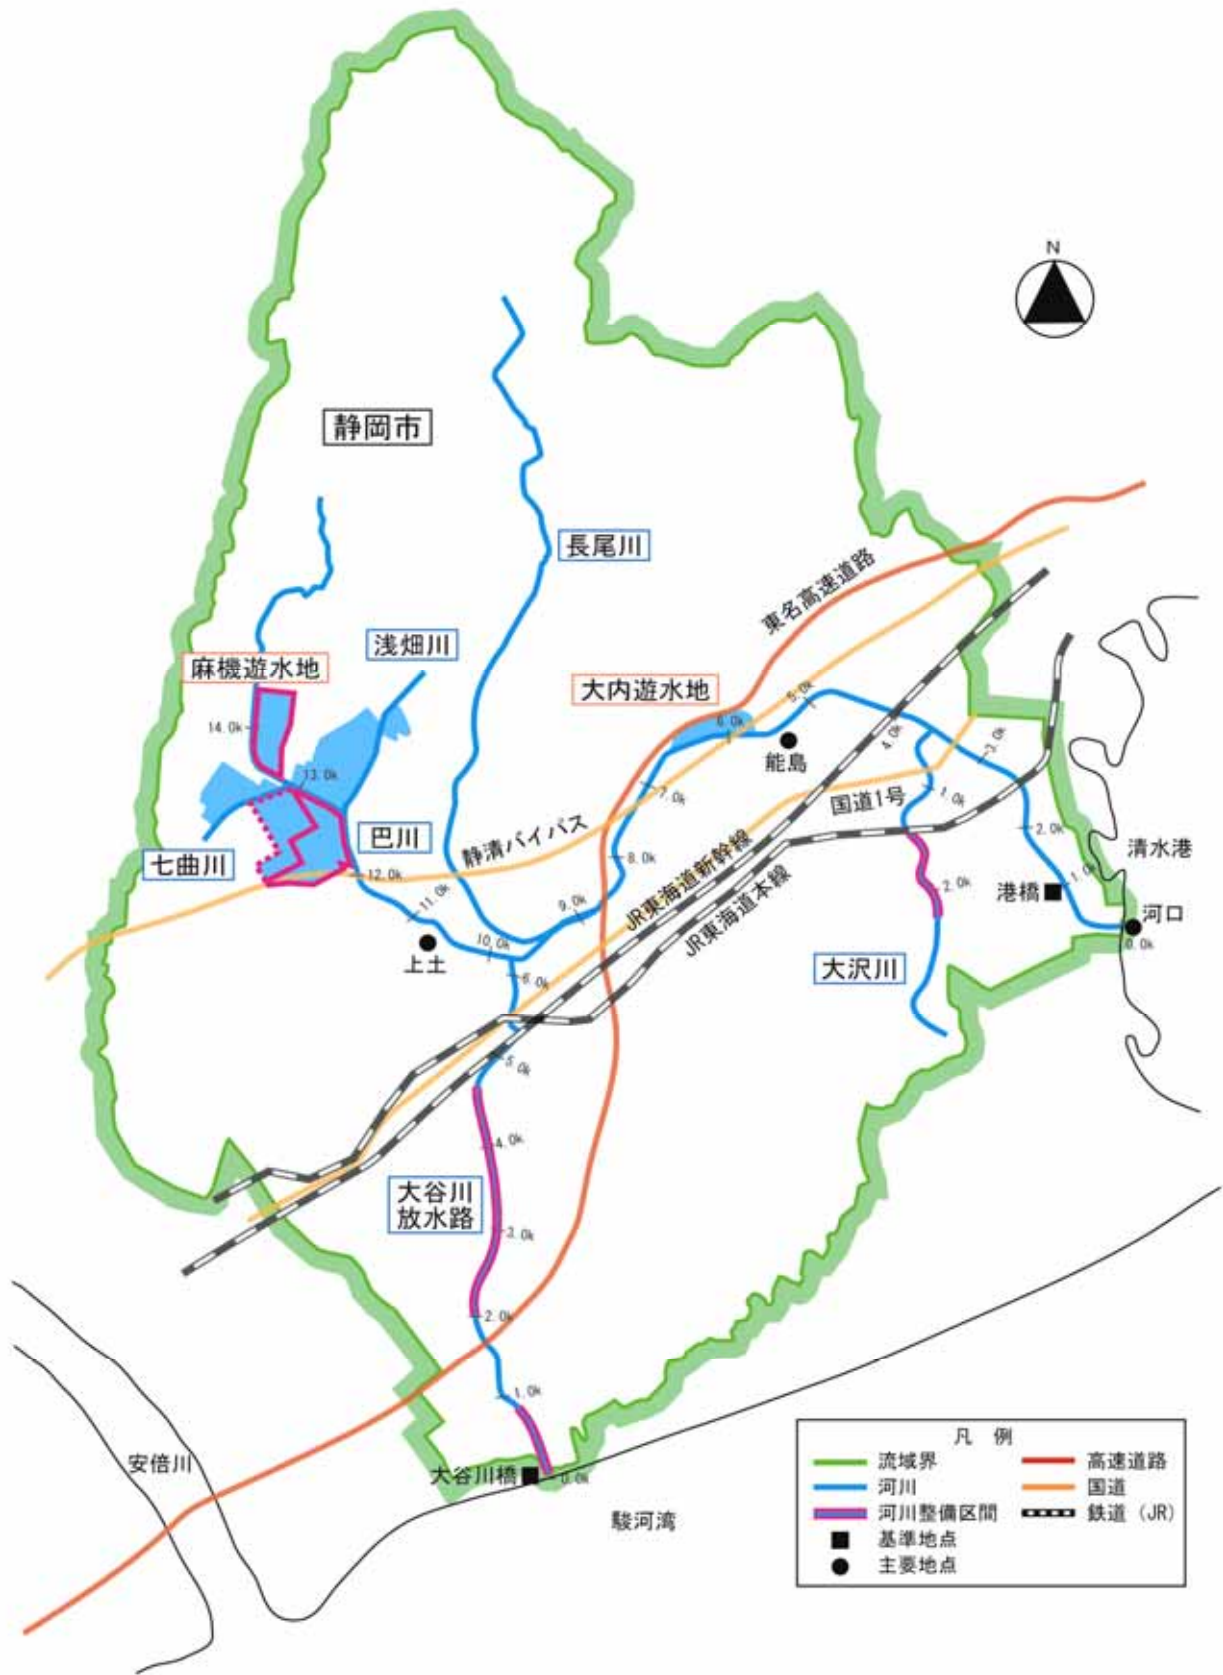 N
静岡市
長尾川
東名高速道路
浅畑川
麻機遊水地
大内遊水地
14.0k
13.0k
6.0k
5.0k
4.0k
3.0k
能島
7.0k
1.0k
国道1号
巴川
静清バイパス
七曲川
12.0k
8.0k
JR東海道新幹線
JR東海道本線
2.0k
2.0k
清水港
港橋
1.0k
河口
0.0k
11.0k
9.0k
上土
10.0k
6.0k
大沢川
5.0k
4.0k
大谷川
放水路
3.0k
2.0k
1.0k
安倍川
大谷川橋
0.0k
駿河湾
凡 例
流域界
高速道路
河川
国道
河川整備区間
鉄道（JR）
基準地点
主要地点